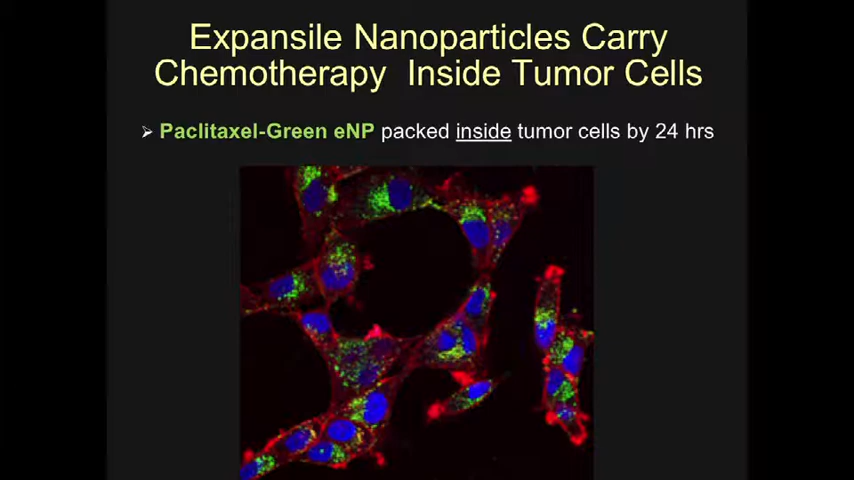 Expansile Nanoparticles Carry
Chemotherapy Inside Tumor Cells
➢ Paclitaxel-Green eNP packed inside tumor cells by 24 hrs